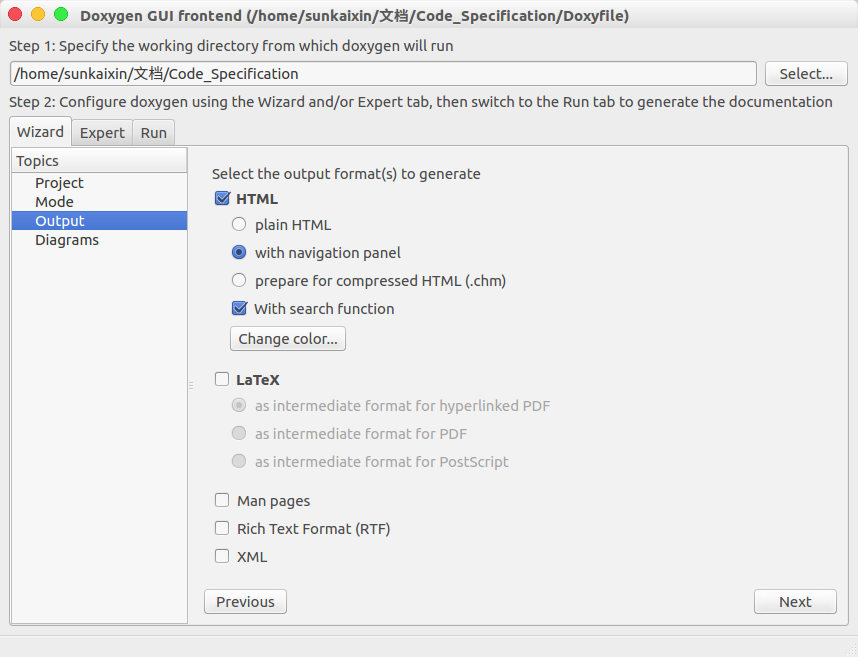 Doxygen GUI frontend (/home/sunkaixin/文档/Code_Specification/Doxyfile)
Step 1: Specify the working directory from which doxygen will run
/home/sunkaixin/文档/Code_Specification
Select...
Step 2: Configure doxygen using the Wizard and/or Expert tab, then switch to the Run tab to generate the documentation
Wizard Expert Run
Topics
Project
Mode
Output
Diagrams
Select the output format(s) to generate
HTML
plain HTML
with navigation panel
prepare for compressed HTML (.chm)
With search function
Change color...
LaTeX
as intermediate format for hyperlinked PDF
as intermediate format for PDF
as intermediate format for PostScript
Man pages
Rich Text Format (RTF)
XML
Previous
Next